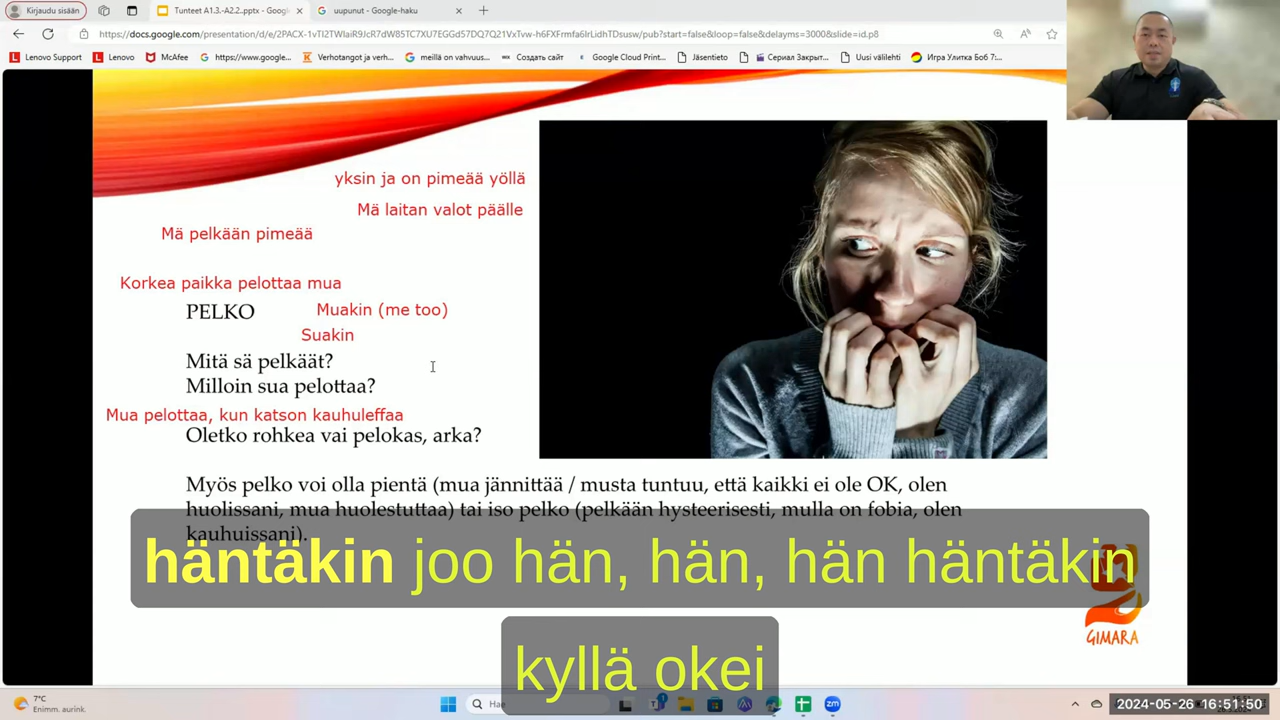 Kirjaudu sisään
Tunteet A1.3.-A2.2..pptx - Google
uupunut - Google-haku
https://docs.google.com/presentation/d/e/2PACX-1vTI2TWlaiR9JcR7dW85TC7XU7EGGd57DQ7Q21VxTvw-h6FXFrmfa6lrLidhTDsusw/pub?start=false&loop=false&delayms=3000&slide=id.p8
Lenovo Support
Lenovo
McAfee
https://www.google...
Verhotangot ja verh...
meillä on vahvuus...
Создать сайт
Google Cloud Print...
Jäsentieto
Сериал Закрыт...
Uusi välilehti
Игра Улитка Боб 7:...
yksin ja on pimeää yöllä
Mä laitan valot päälle
Mä pelkään pimeää
Korkea paikka pelottaa mua
PELKO
Muakin (me too)
Suakin
Mitä sä pelkäät?
Milloin sua pelottaa?
Mua pelottaa, kun katson kauhuleffaa
Oletko rohkea vai pelokas, arka?
Myös pelko voi olla pientä (mua jännittää / musta tuntuu, että kaikki ei ole OK, olen
huolissani, mua huolestuttaa) tai iso pelko (pelkään hysteerisesti, mulla on fobia, olen
kauhuissani).
häntäkin joo hän, hän, hän häntäkin
kyllä okei
GIMARA
7°C
Enimm. aurink.
Hae
zm
2024-05-26 16:51:50